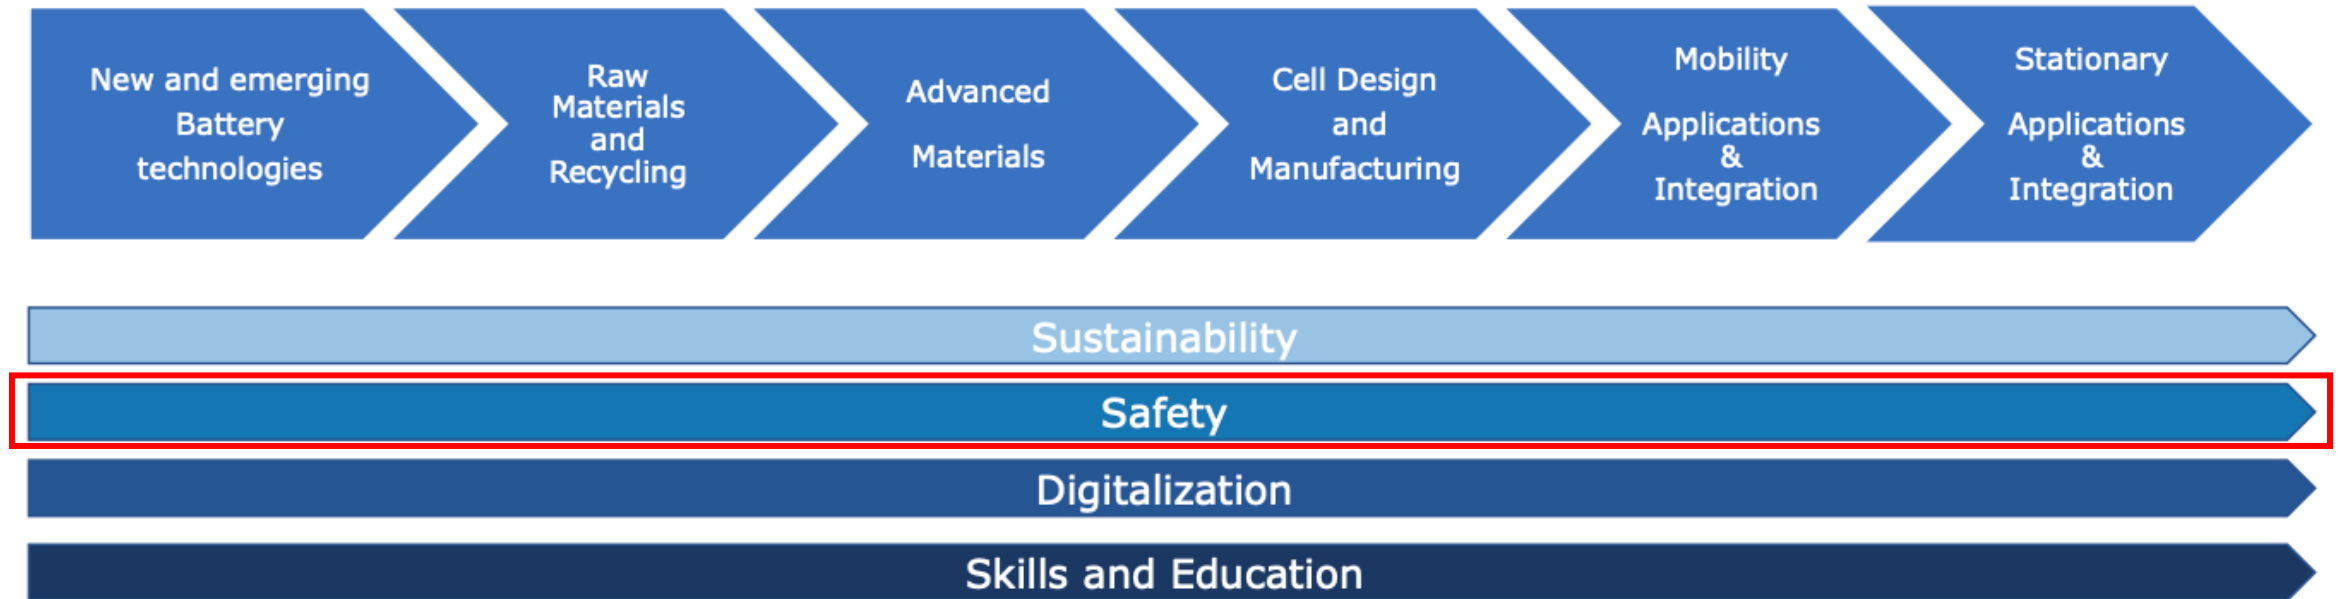 New and emerging
Battery
technologies
Raw
Materials
and
Recycling
Advanced
Materials
Cell Design
and
Manufacturing
Mobility
Applications
&
Integration
Stationary
Applications
&
Integration
Sustainability
Safety
Digitalization
Skills and Education